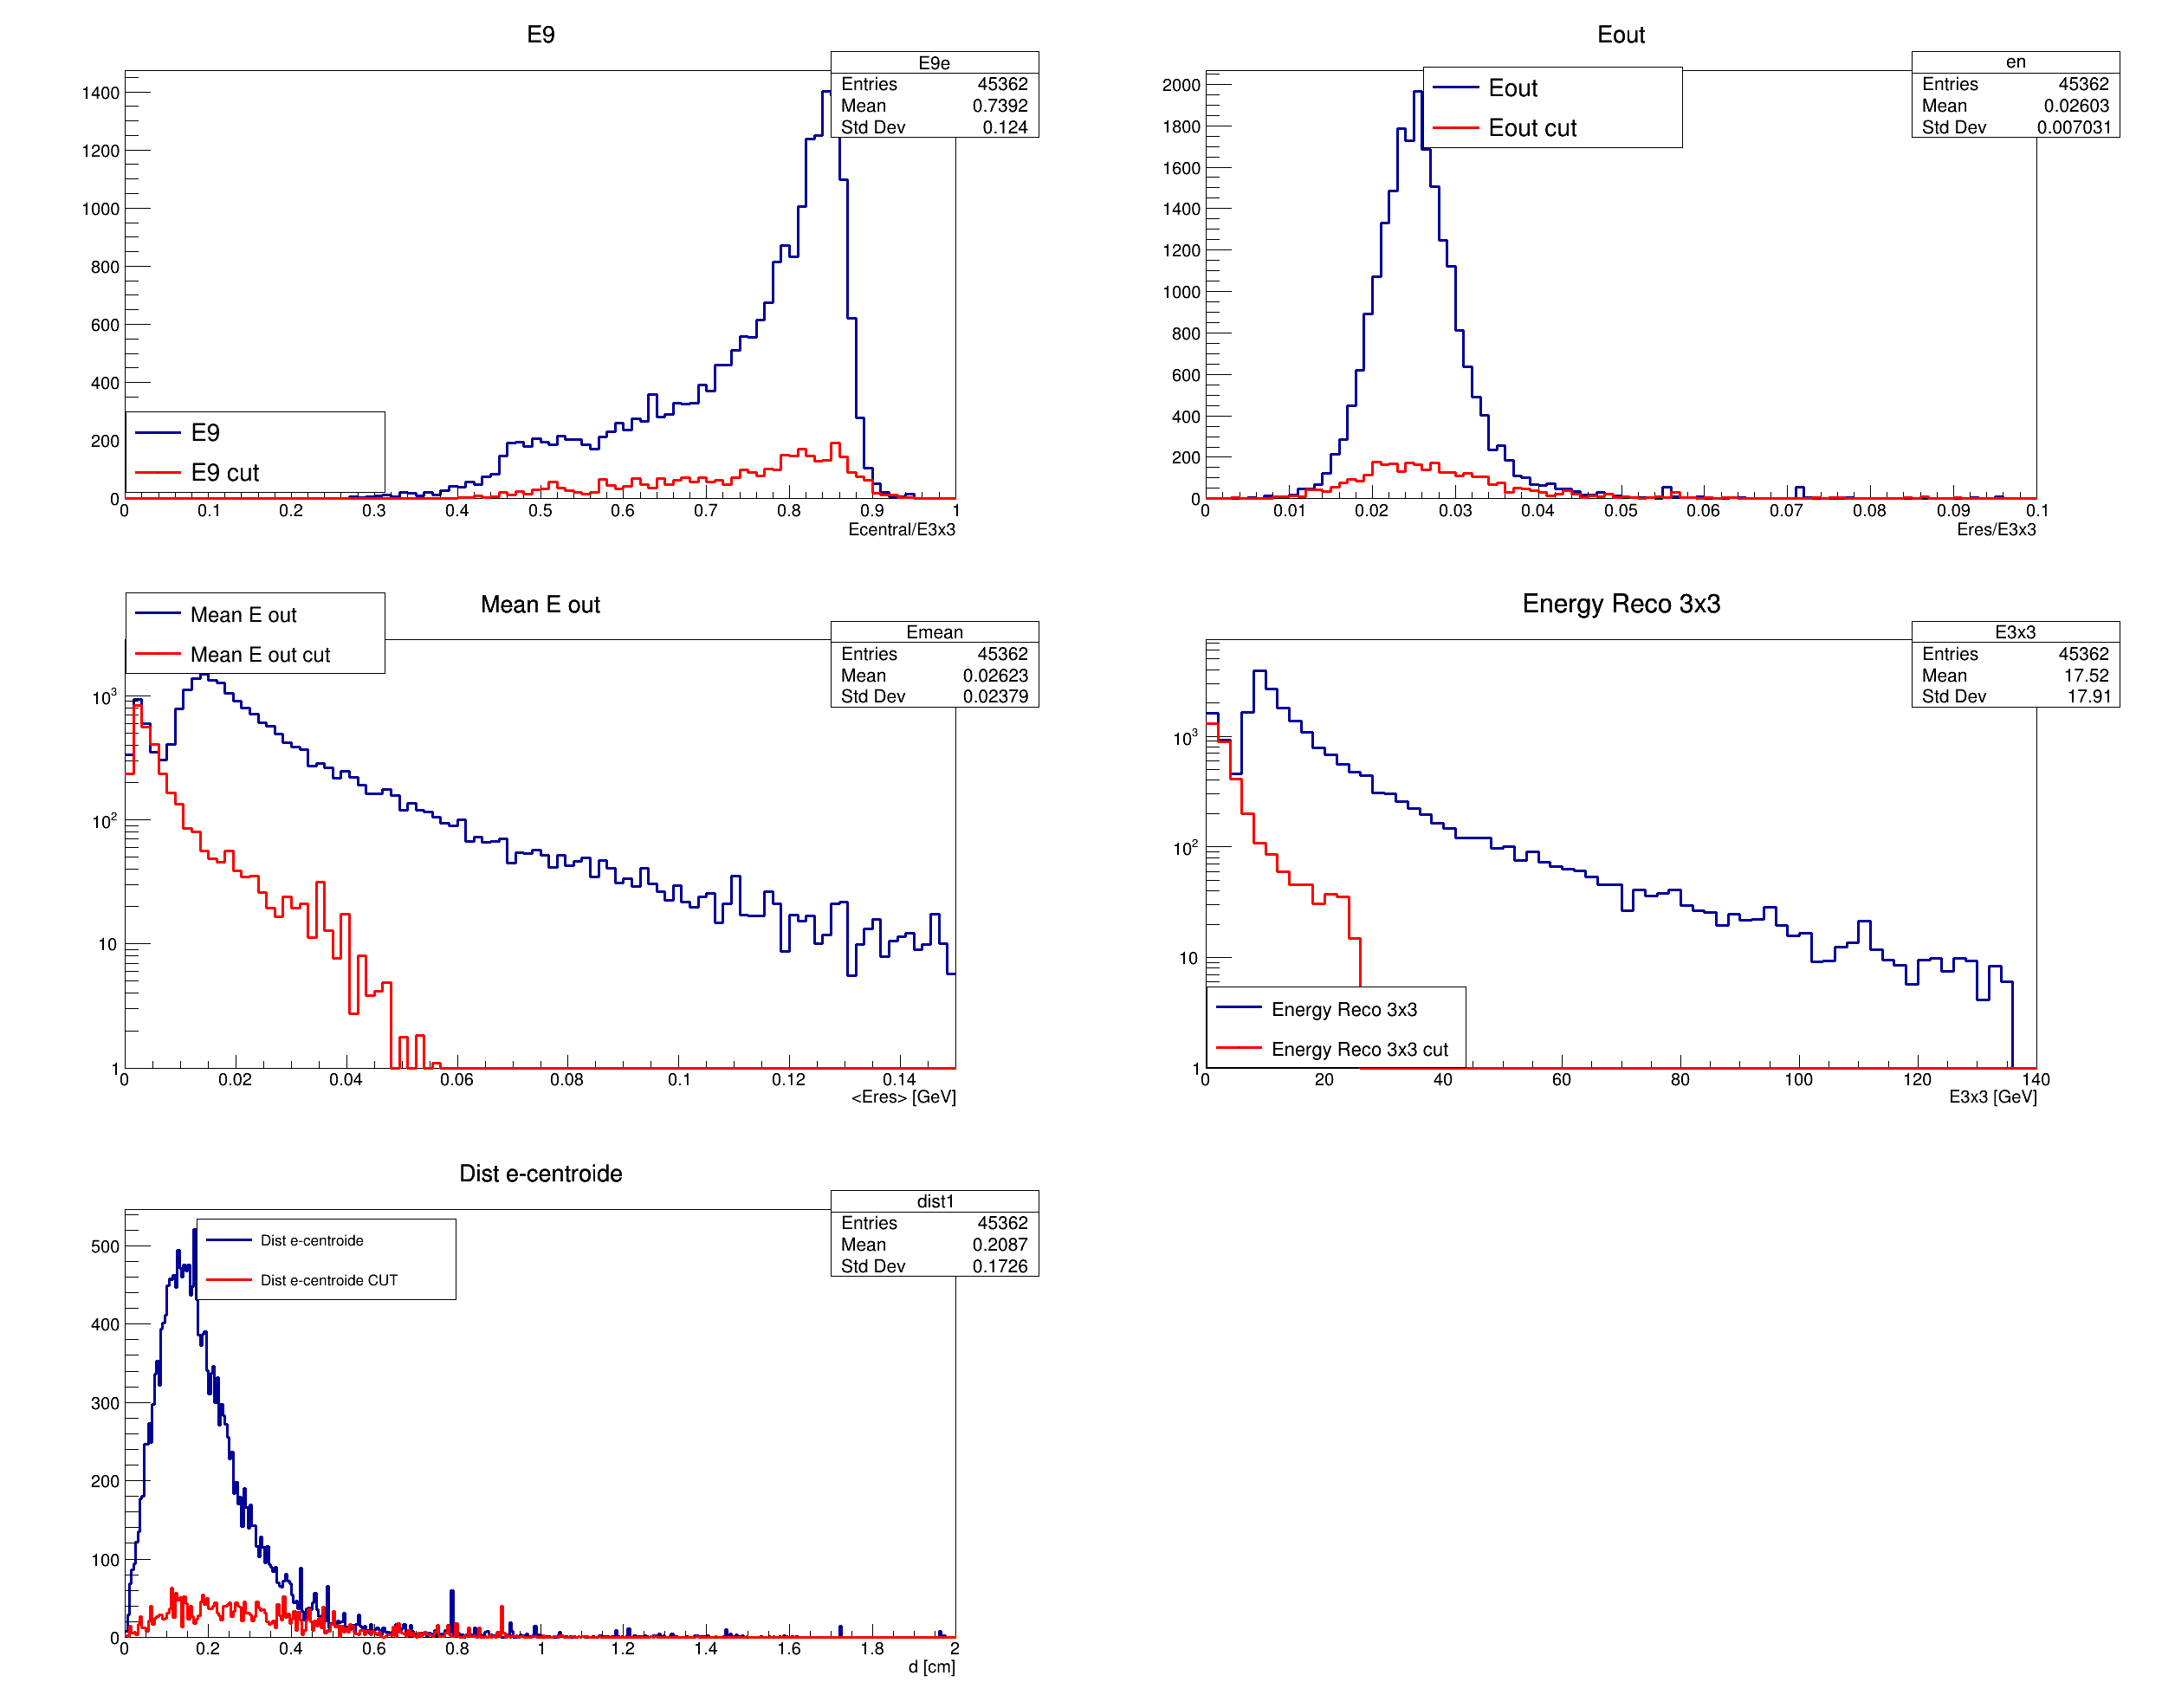 E9
E9e
Entries 45362
Mean 0.7392
Std Dev 0.124
1400
1200
1000
800
600
400
200
0
E9
E9 cut
0 0.1 0.2 0.3 0.4 0.5 0.6 0.7 0.8 0.9 1
Ecentral/E3x3
Eout
en
Entries 45362
Mean 0.02603
Std Dev 0.007031
Eout
Eout cut
2000
1800
1600
1400
1200
1000
800
600
400
200
0
0 0.01 0.02 0.03 0.04 0.05 0.06 0.07 0.08 0.09 0.1
Eres/E3x3
Mean E out
Mean E out
Mean E out cut
Emean
Entries 45362
Mean 0.02623
Std Dev 0.02379
10³
10²
10
1
0 0.02 0.04 0.06 0.08 0.1 0.12 0.14
<Eres> [GeV]
Energy Reco 3x3
E3x3
Entries 45362
Mean 17.52
Std Dev 17.91
10³
10²
10
1
Energy Reco 3x3
Energy Reco 3x3 cut
0 20 40 60 80 100 120 140
E3x3 [GeV]
Dist e-centroide
dist1
Entries 45362
Mean 0.2087
Std Dev 0.1726
Dist e-centroide
Dist e-centroide CUT
500
400
300
200
100
0
0 0.2 0.4 0.6 0.8 1 1.2 1.4 1.6 1.8 2
d [cm]